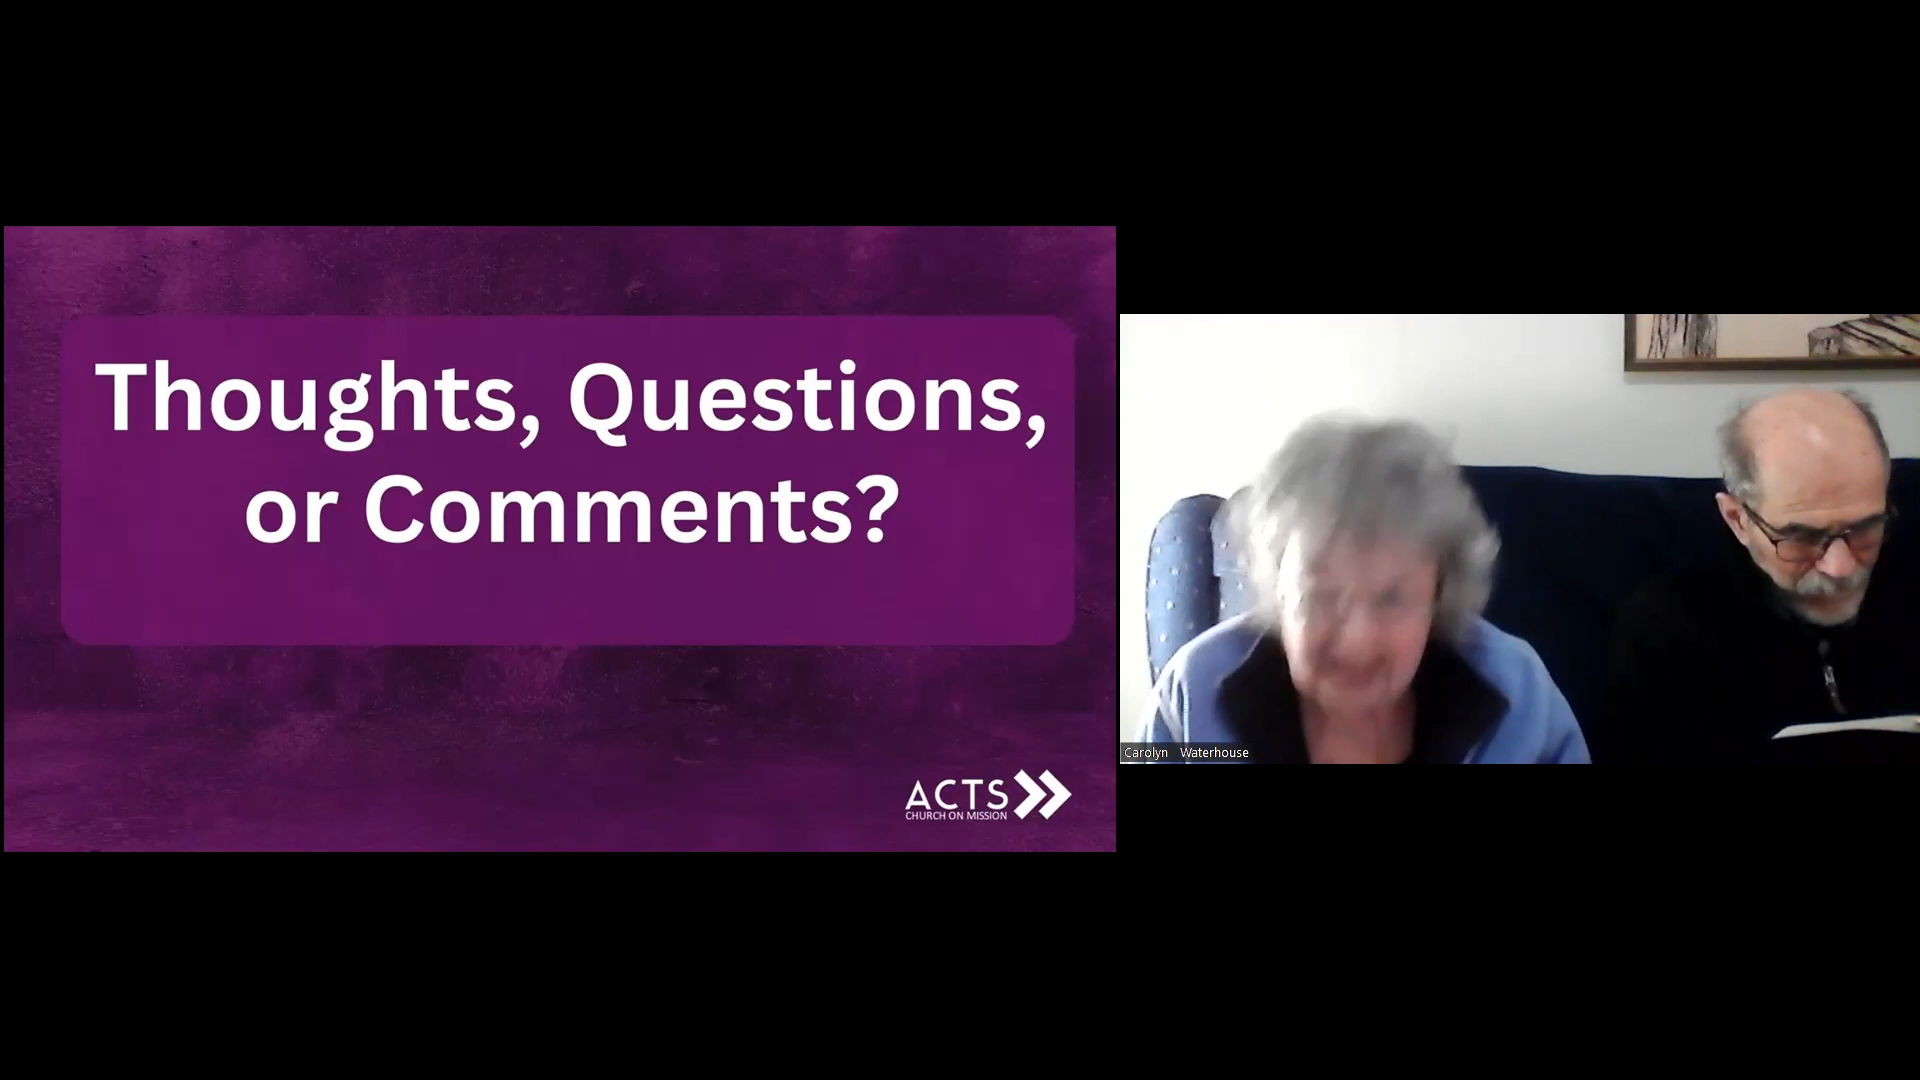 Thoughts, Questions,
or Comments?
ACTS
CHURCH ON MISSION
Carolyn Waterhouse